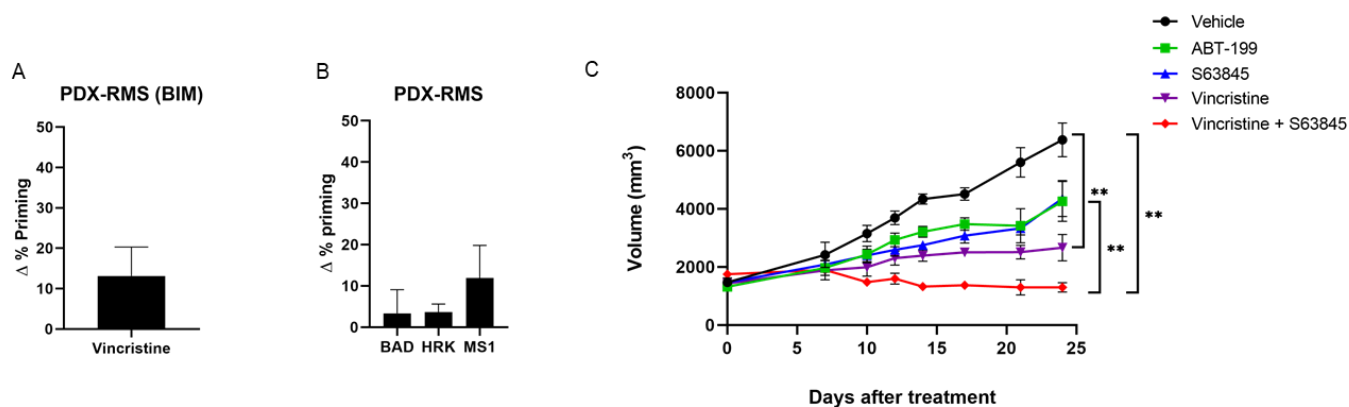 A
PDX-RMS (BIM)
Δ % Priming
50
40
30
20
10
0
Vincristine
B
PDX-RMS
Δ % priming
50
40
30
20
10
0
BAD HRK MS1
C
Vehicle
ABT-199
S63845
Vincristine
Vincristine + S63845
Volume (mm³)
8000
6000
4000
2000
0
0 5 10 15 20 25
Days after treatment
**
**
**